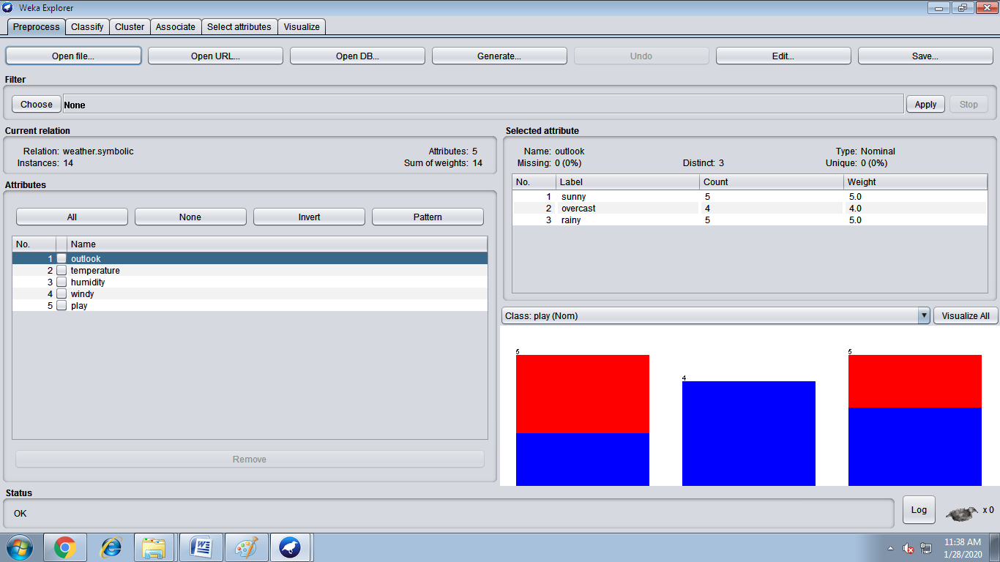 Weka Explorer
Preprocess Classify Cluster Associate Select attributes Visualize
Open file... Open URL... Open DB... Generate... Undo Edit... Save...
Filter
Choose None Apply Stop
Current relation
Relation: weather.symbolic Attributes: 5
Instances: 14 Sum of weights: 14
Attributes
All None Invert Pattern
No. Name
1 outlook
2 temperature
3 humidity
4 windy
5 play
Remove
Selected attribute
Name: outlook Type: Nominal
Missing: 0 (0%) Distinct: 3 Unique: 0 (0%)
No. Label Count Weight
1 sunny 5 5.0
2 overcast 4 4.0
3 rainy 5 5.0
Class: play (Nom) Visualize All
5 4 5
Status
OK Log x 0
11:38 AM
1/28/2020